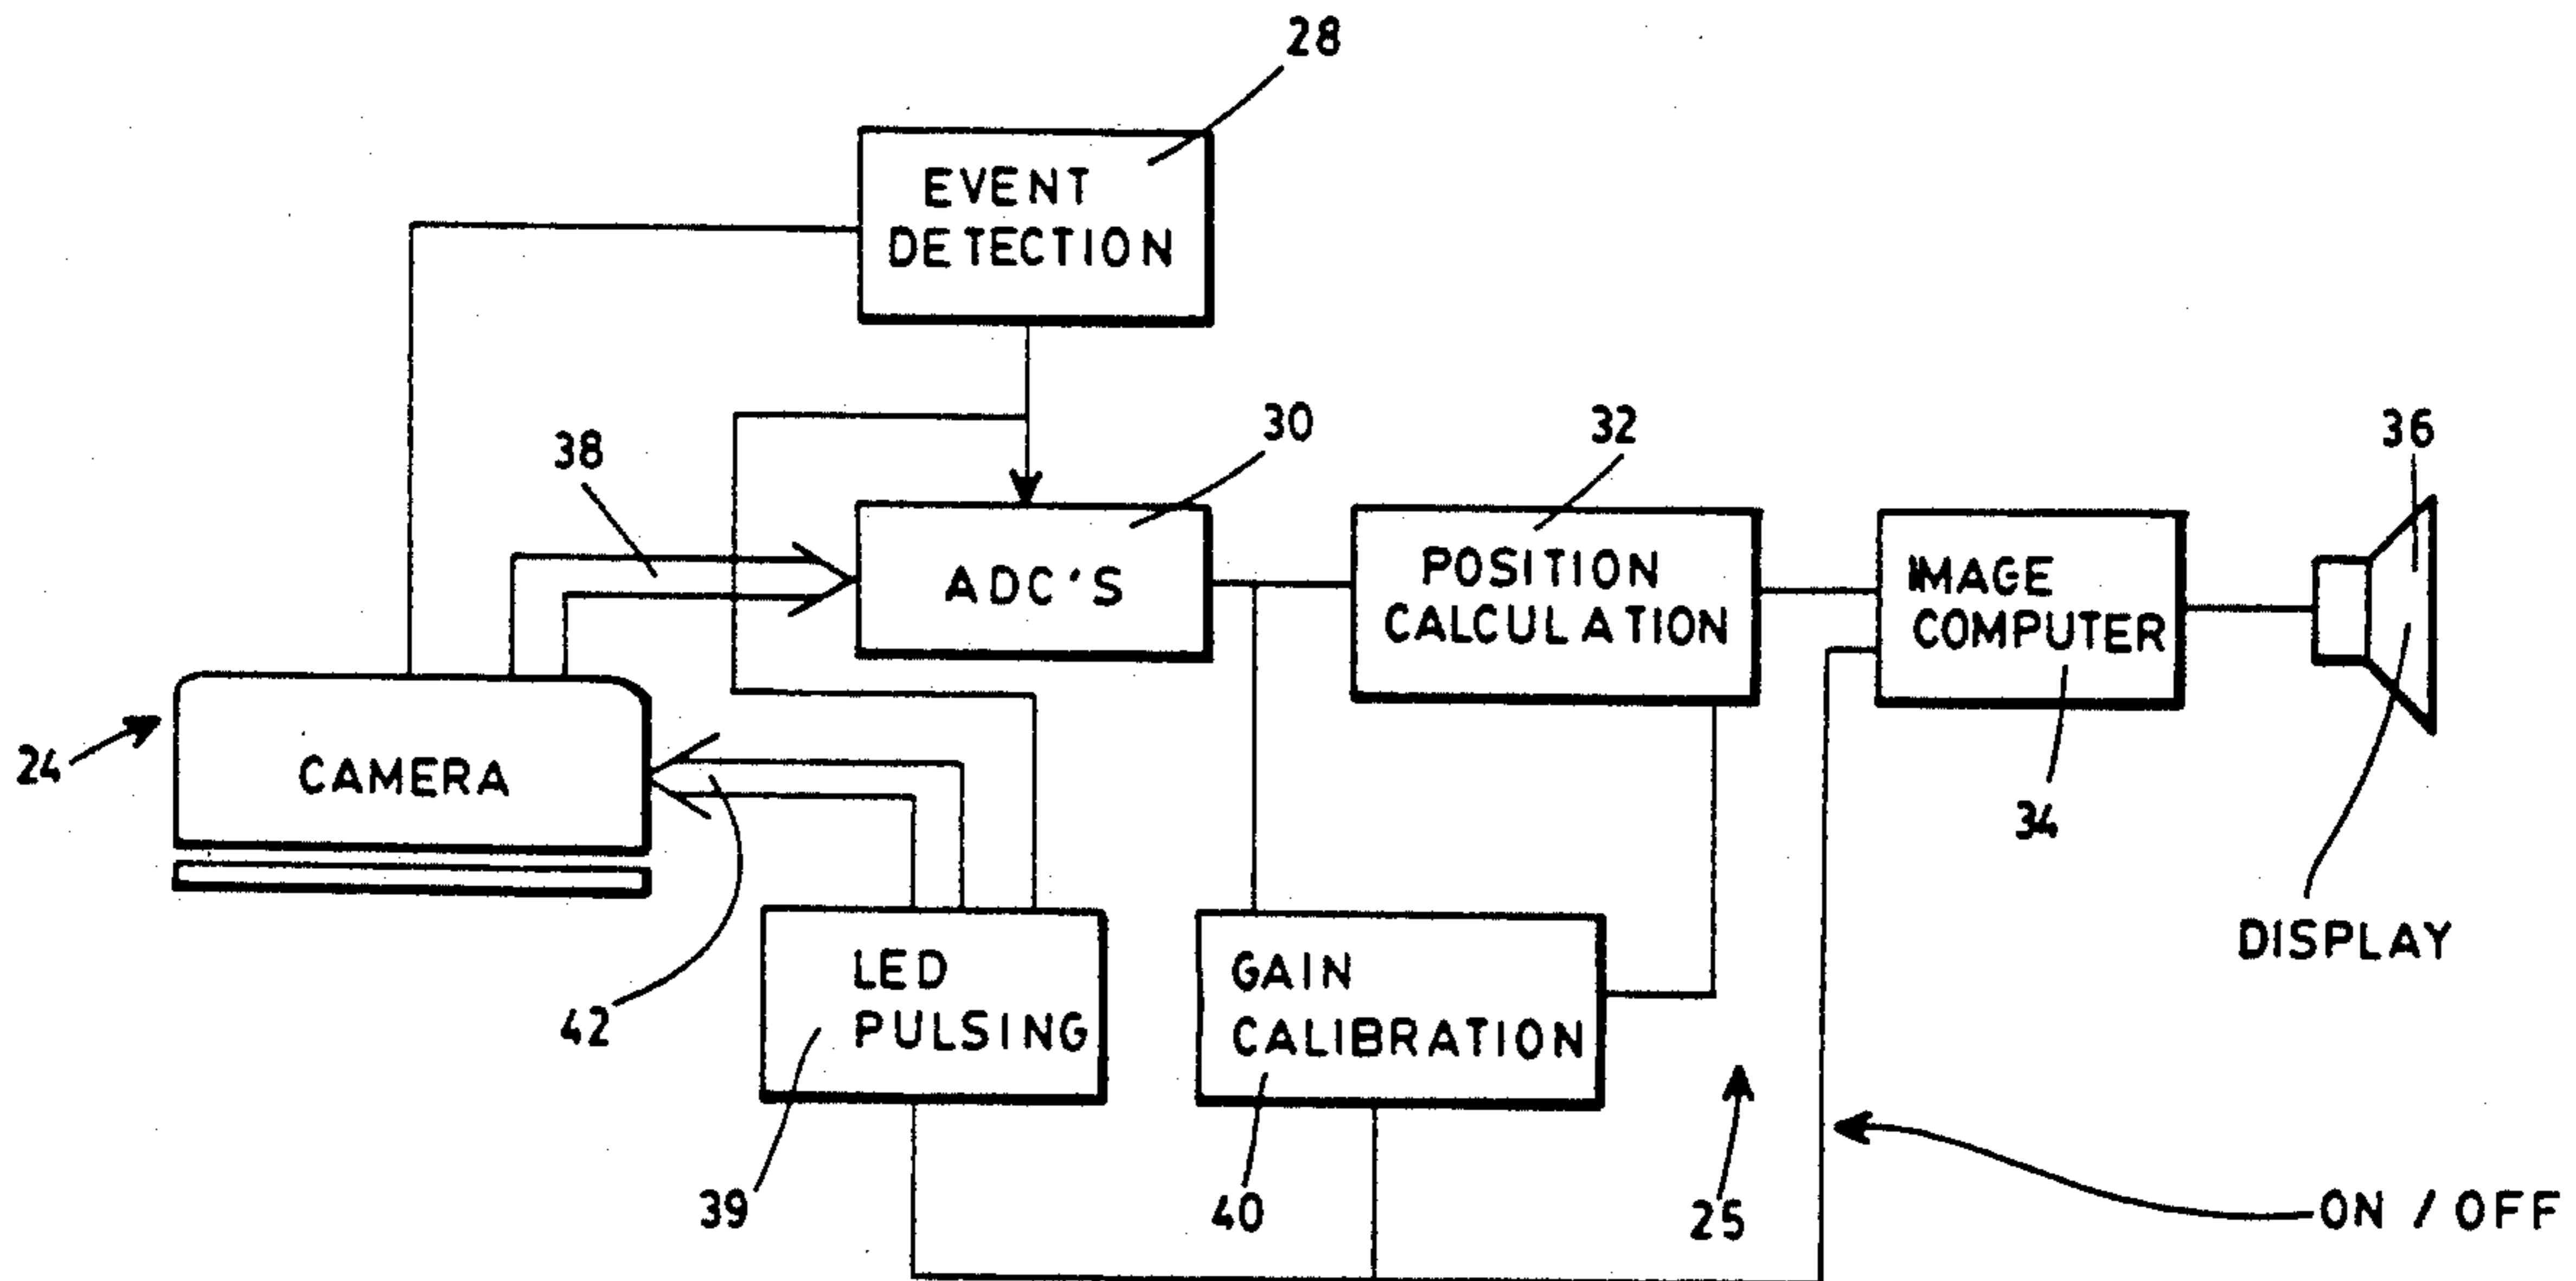 28
EVENT
DETECTION
38
30
32
36
ADC'S
POSITION
CALCULATION
IMAGE
COMPUTER
24
CAMERA
34
DISPLAY
42
LED
PULSING
GAIN
CALIBRATION
39
40
25
ON / OFF